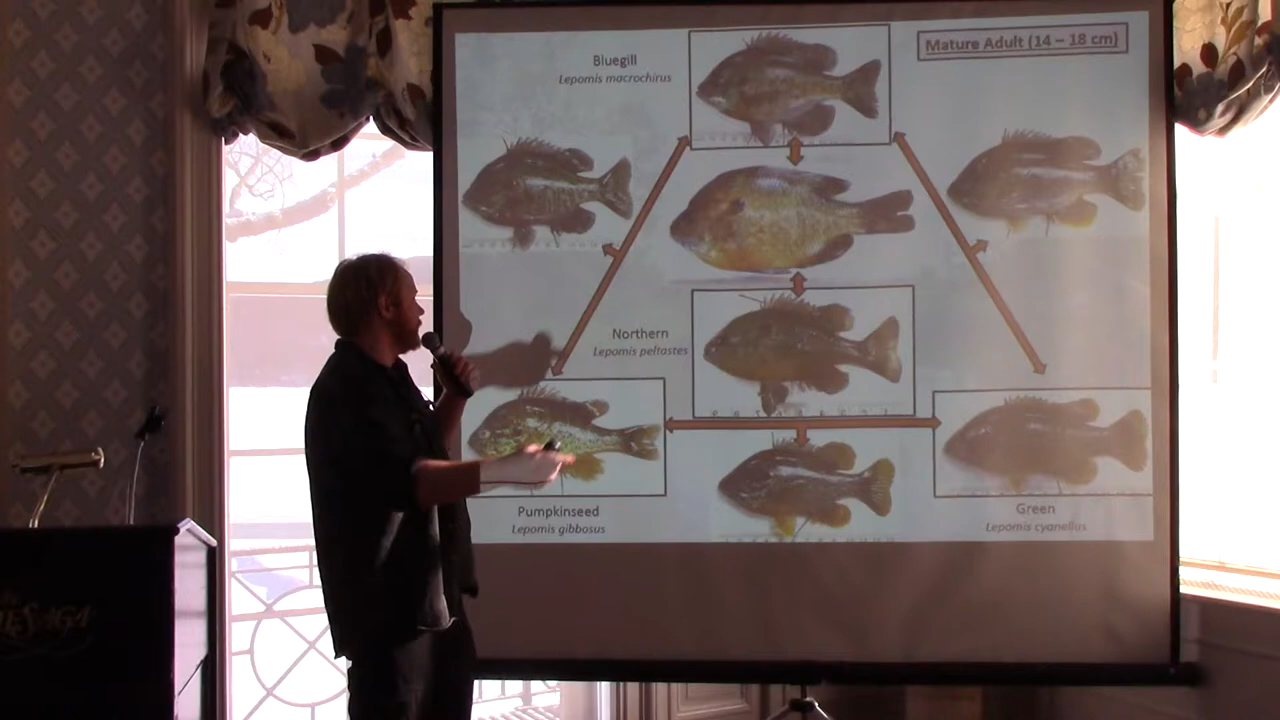 Mature Adult (14 – 18 cm)
Bluegill
Lepomis macrochirus
Northern
Lepomis peltastes
Pumpkinseed
Lepomis gibbosus
Green
Lepomis cyanellus